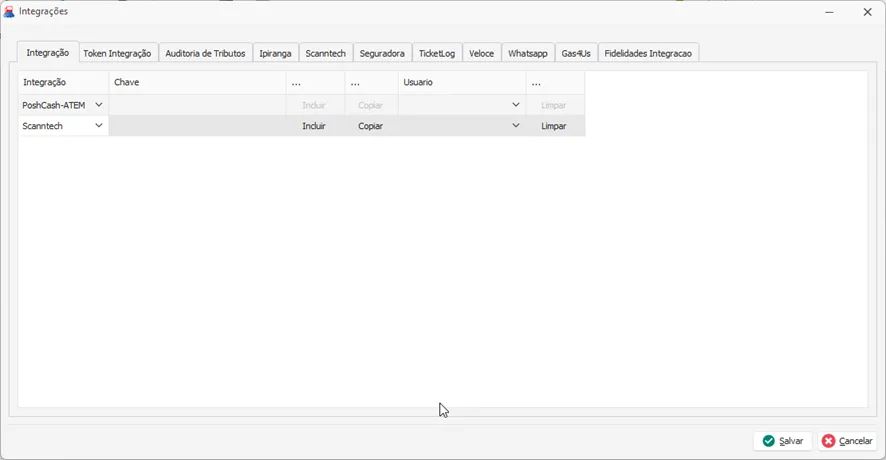 Integrações
Integração Token Integração Auditoria de Tributos Ipiranga Scanntech Seguradora TicketLog Veloce Whatsapp Gas4Us Fidelidades Integracao
Integração Chave ... ... Usuario ...
PoshCash-ATEM Incluir Copiar Limpar
Scanntech Incluir Copiar Limpar
Salvar Cancelar